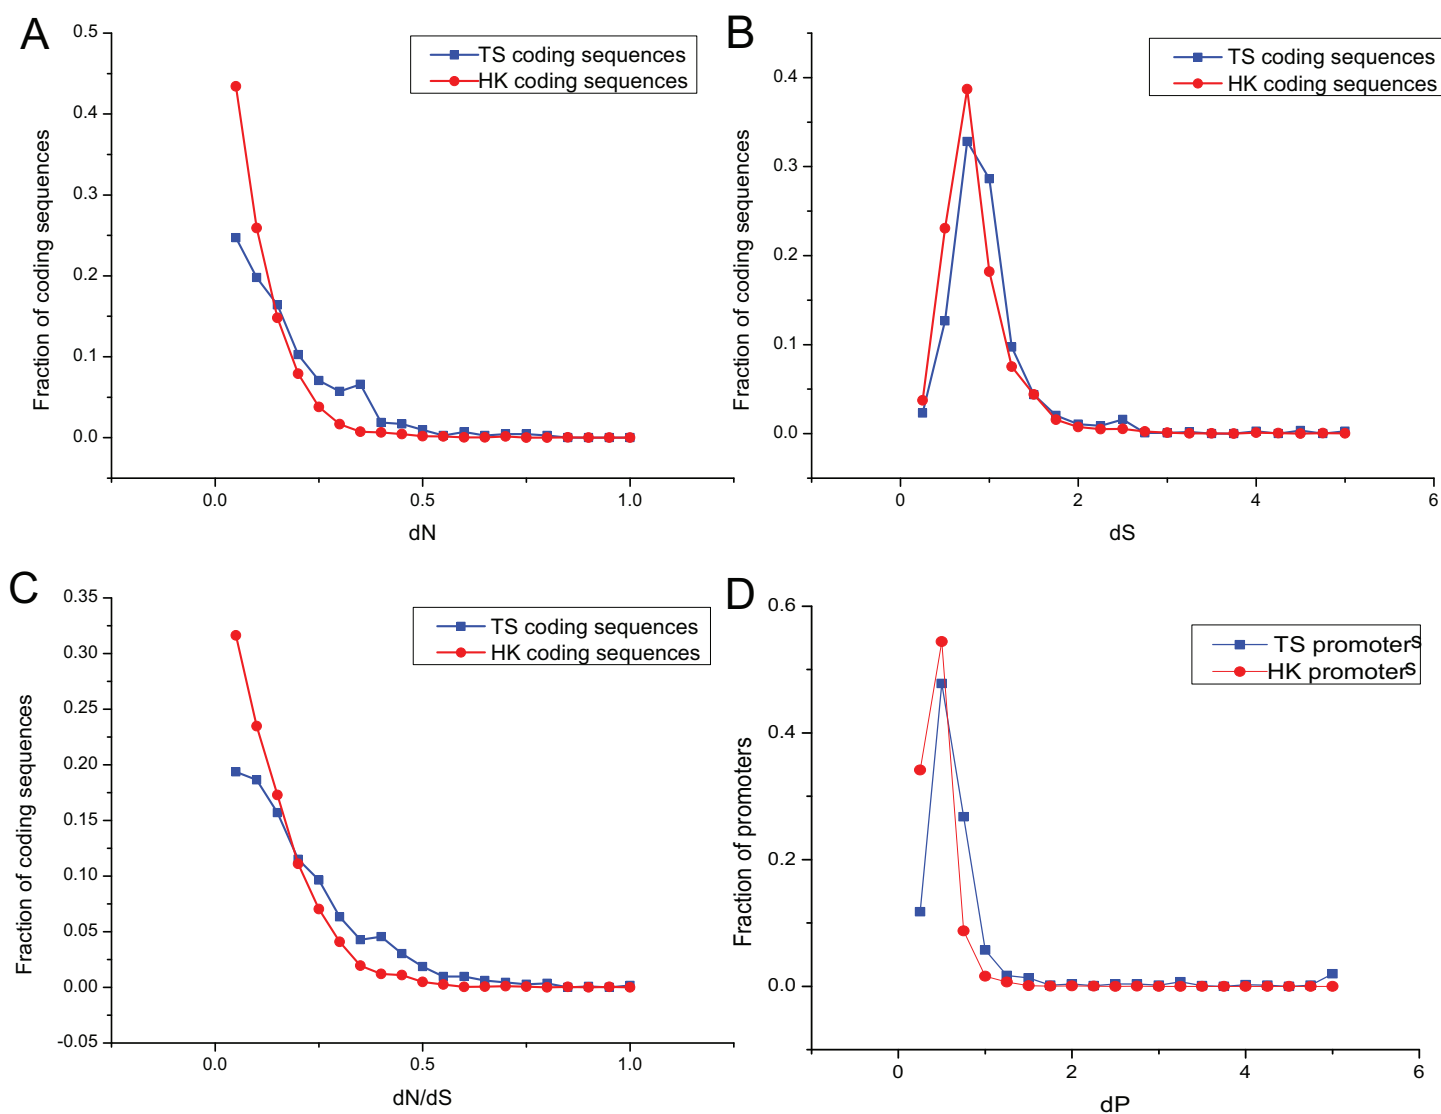 A
0.5
0.4
0.3
0.2
0.1
0.0
Fraction of coding sequences
TS coding sequences
HK coding sequences
0.0
0.5
1.0
dN
B
0.4
0.3
0.2
0.1
0.0
Fraction of coding sequences
TS coding sequences
HK coding sequences
0
2
4
6
dS
C
0.35
0.30
0.25
0.20
0.15
0.10
0.05
0.00
-0.05
Fraction of coding sequences
TS coding sequences
HK coding sequences
0.0
0.5
1.0
dN/dS
D
0.6
0.4
0.2
0.0
Fraction of promoters
TS promoters
HK promoters
0
2
4
6
dP